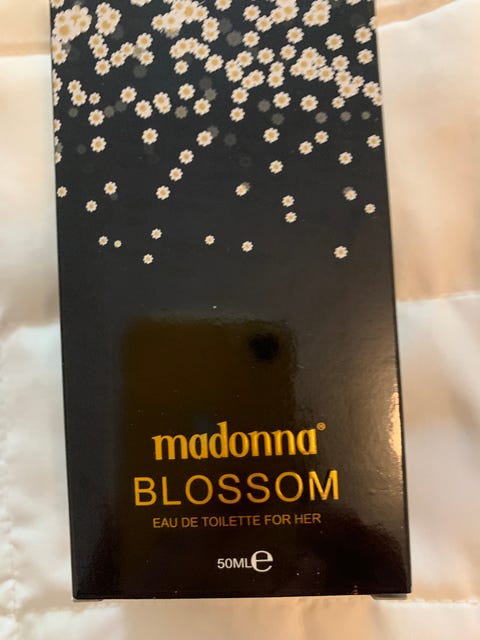 madonna®
BLOSSOM
EAU DE TOILETTE FOR HER
50ML℮